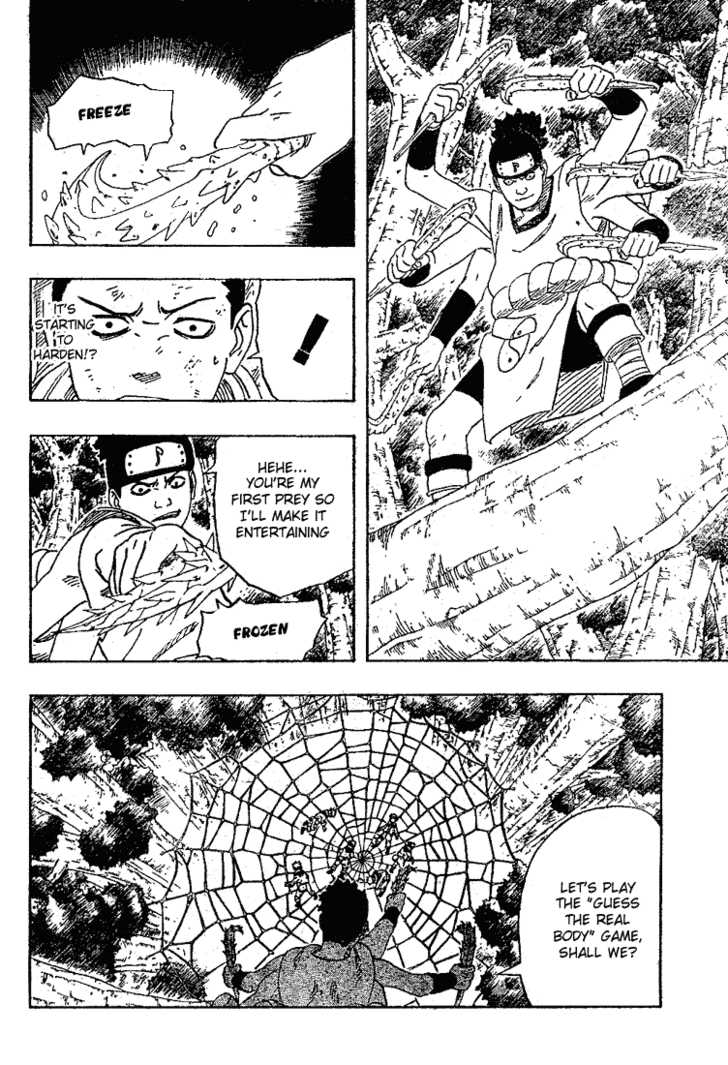 FREEZE
!
IT'S
STARTING
TO
HARDEN!?
HEHE...
YOU'RE MY
FIRST PREY SO
I'LL MAKE IT
ENTERTAINING
FROZEN
LET'S PLAY
THE "GUESS
THE REAL
BODY" GAME,
SHALL WE?